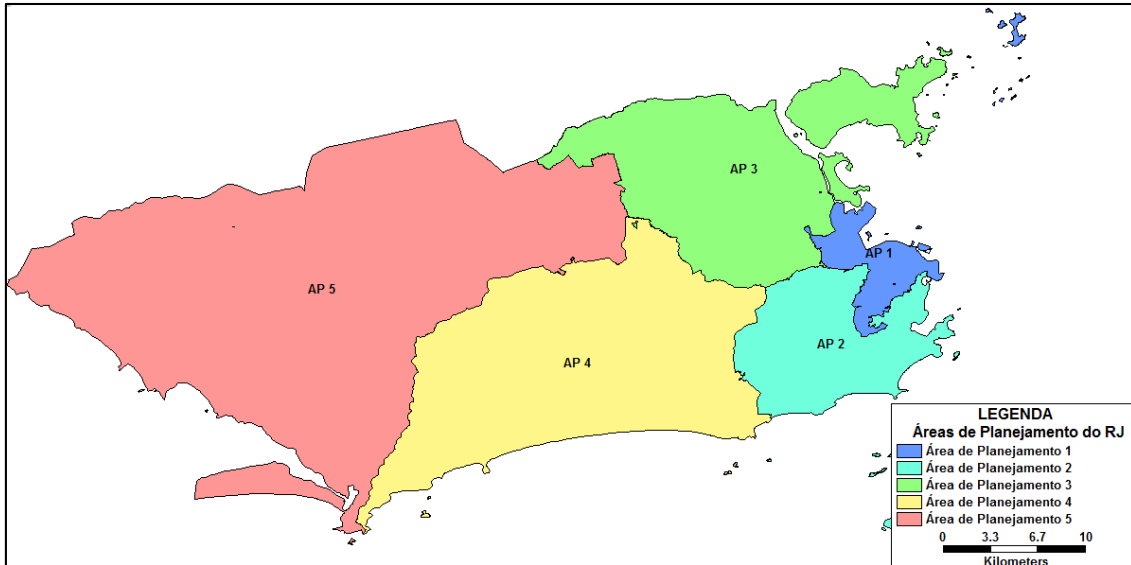 AP 3
AP 1
AP 5
AP 2
AP 4
LEGENDA
Áreas de Planejamento do RJ
Área de Planejamento 1
Área de Planejamento 2
Área de Planejamento 3
Área de Planejamento 4
Área de Planejamento 5
0 3.3 6.7 10
Kilometers